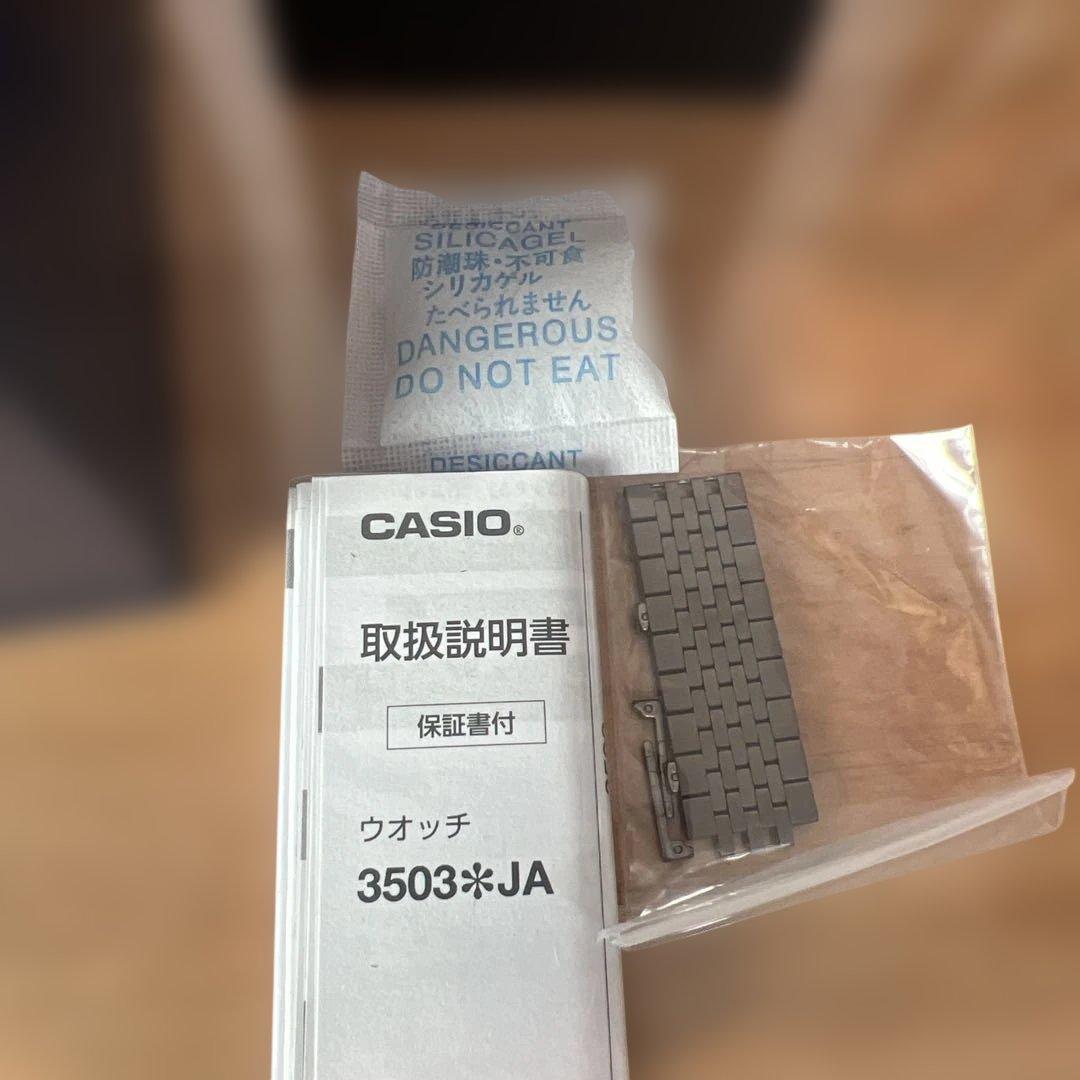 DESICCANT
SILICAGEL
防潮珠・不可食
シリカゲル
たべられません
DANGEROUS
DO NOT EAT
DESICCANT
CASIO®
取扱説明書
保証書付
ウオッチ
3503✻JA